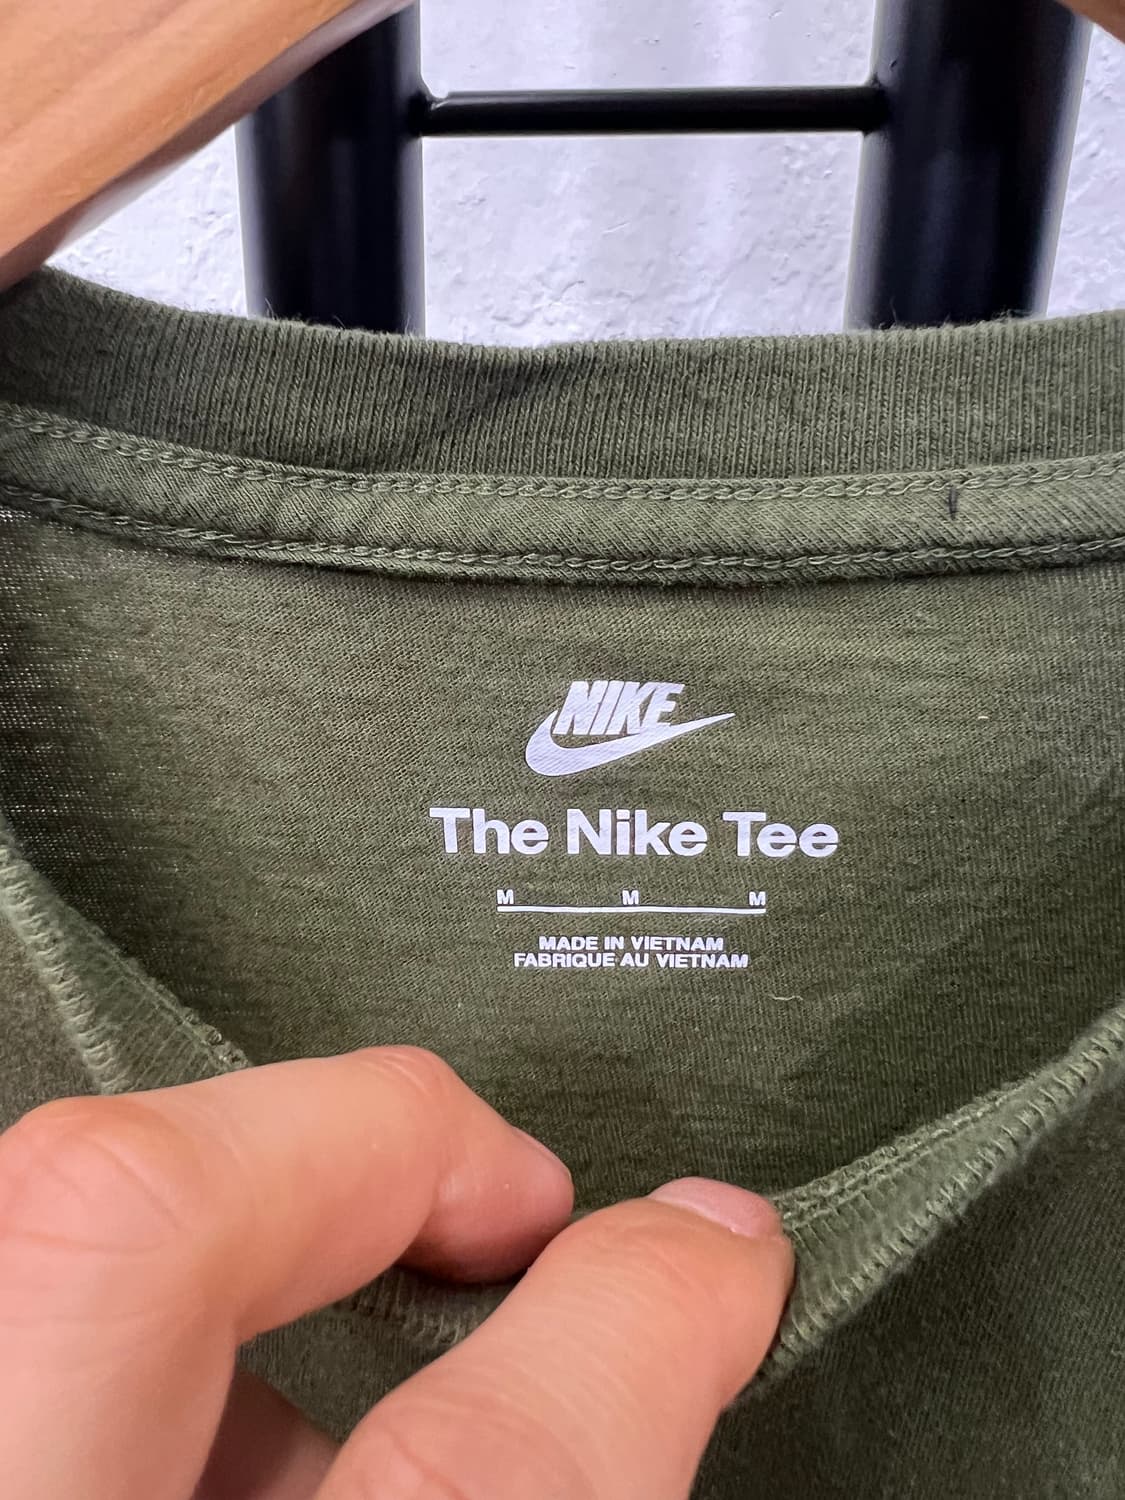 NIKE
The Nike Tee
M M M
MADE IN VIETNAM
FABRIQUE AU VIETNAM